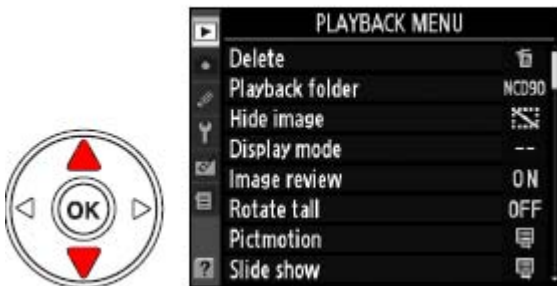 PLAYBACK MENU
Delete
Playback folder NCD90
Hide image
Display mode --
Image review ON
Rotate tall OFF
Pictmotion
Slide show
?
OK